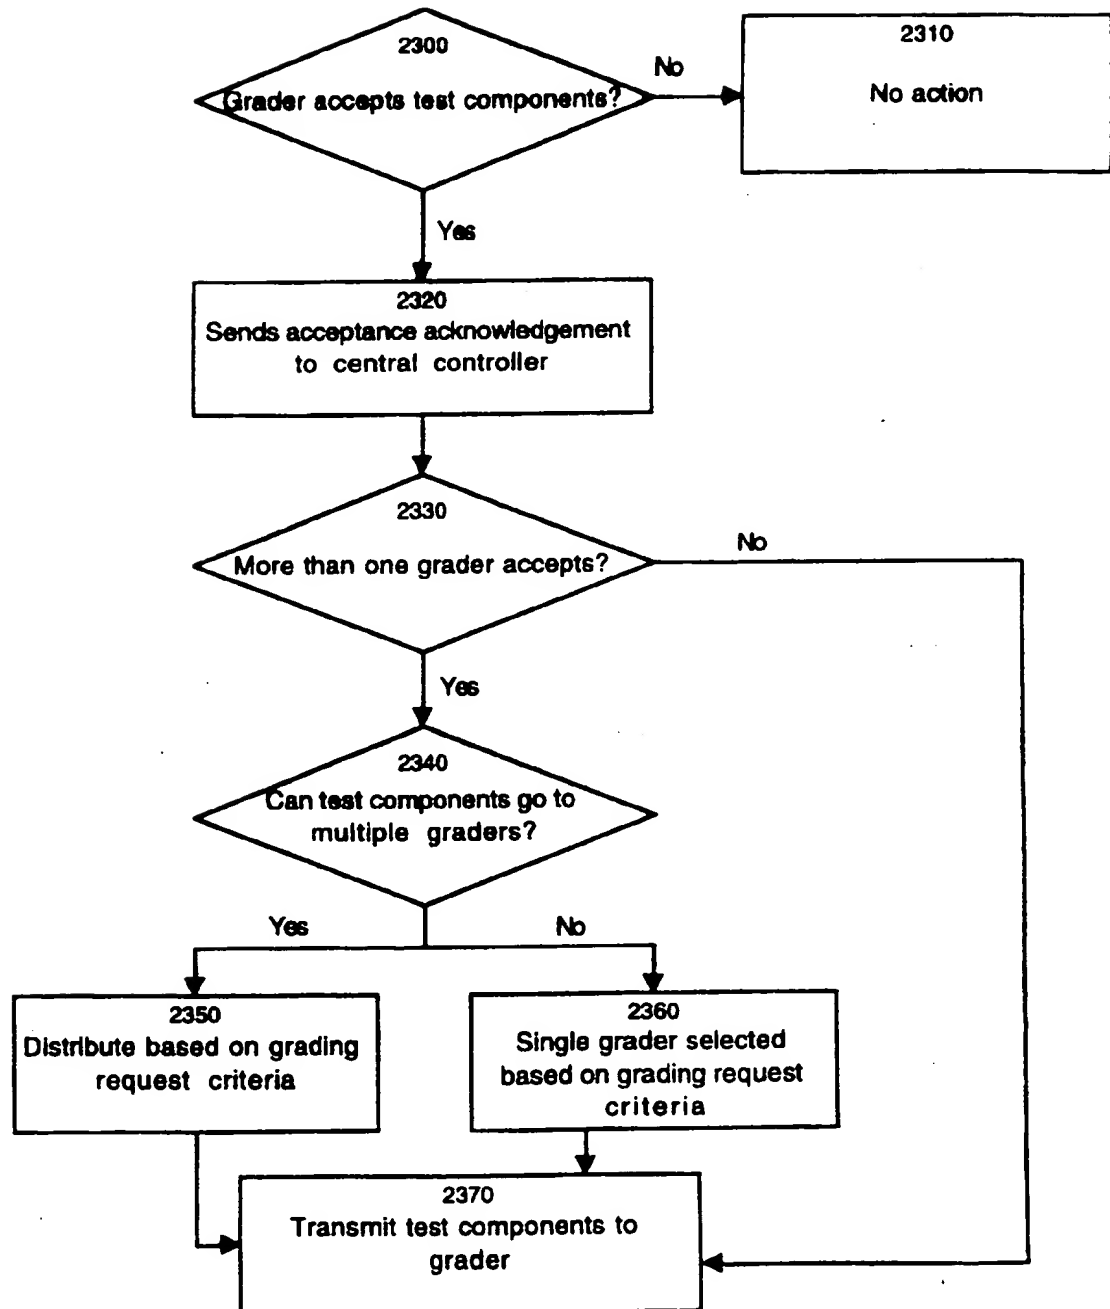 2300
Grader accepts test components?
No
2310
No action
Yes
2320
Sends acceptance acknowledgement
to central controller
2330
More than one grader accepts?
No
Yes
2340
Can test components go to
multiple graders?
Yes
No
2350
Distribute based on grading
request criteria
2360
Single grader selected
based on grading request
criteria
2370
Transmit test components to
grader